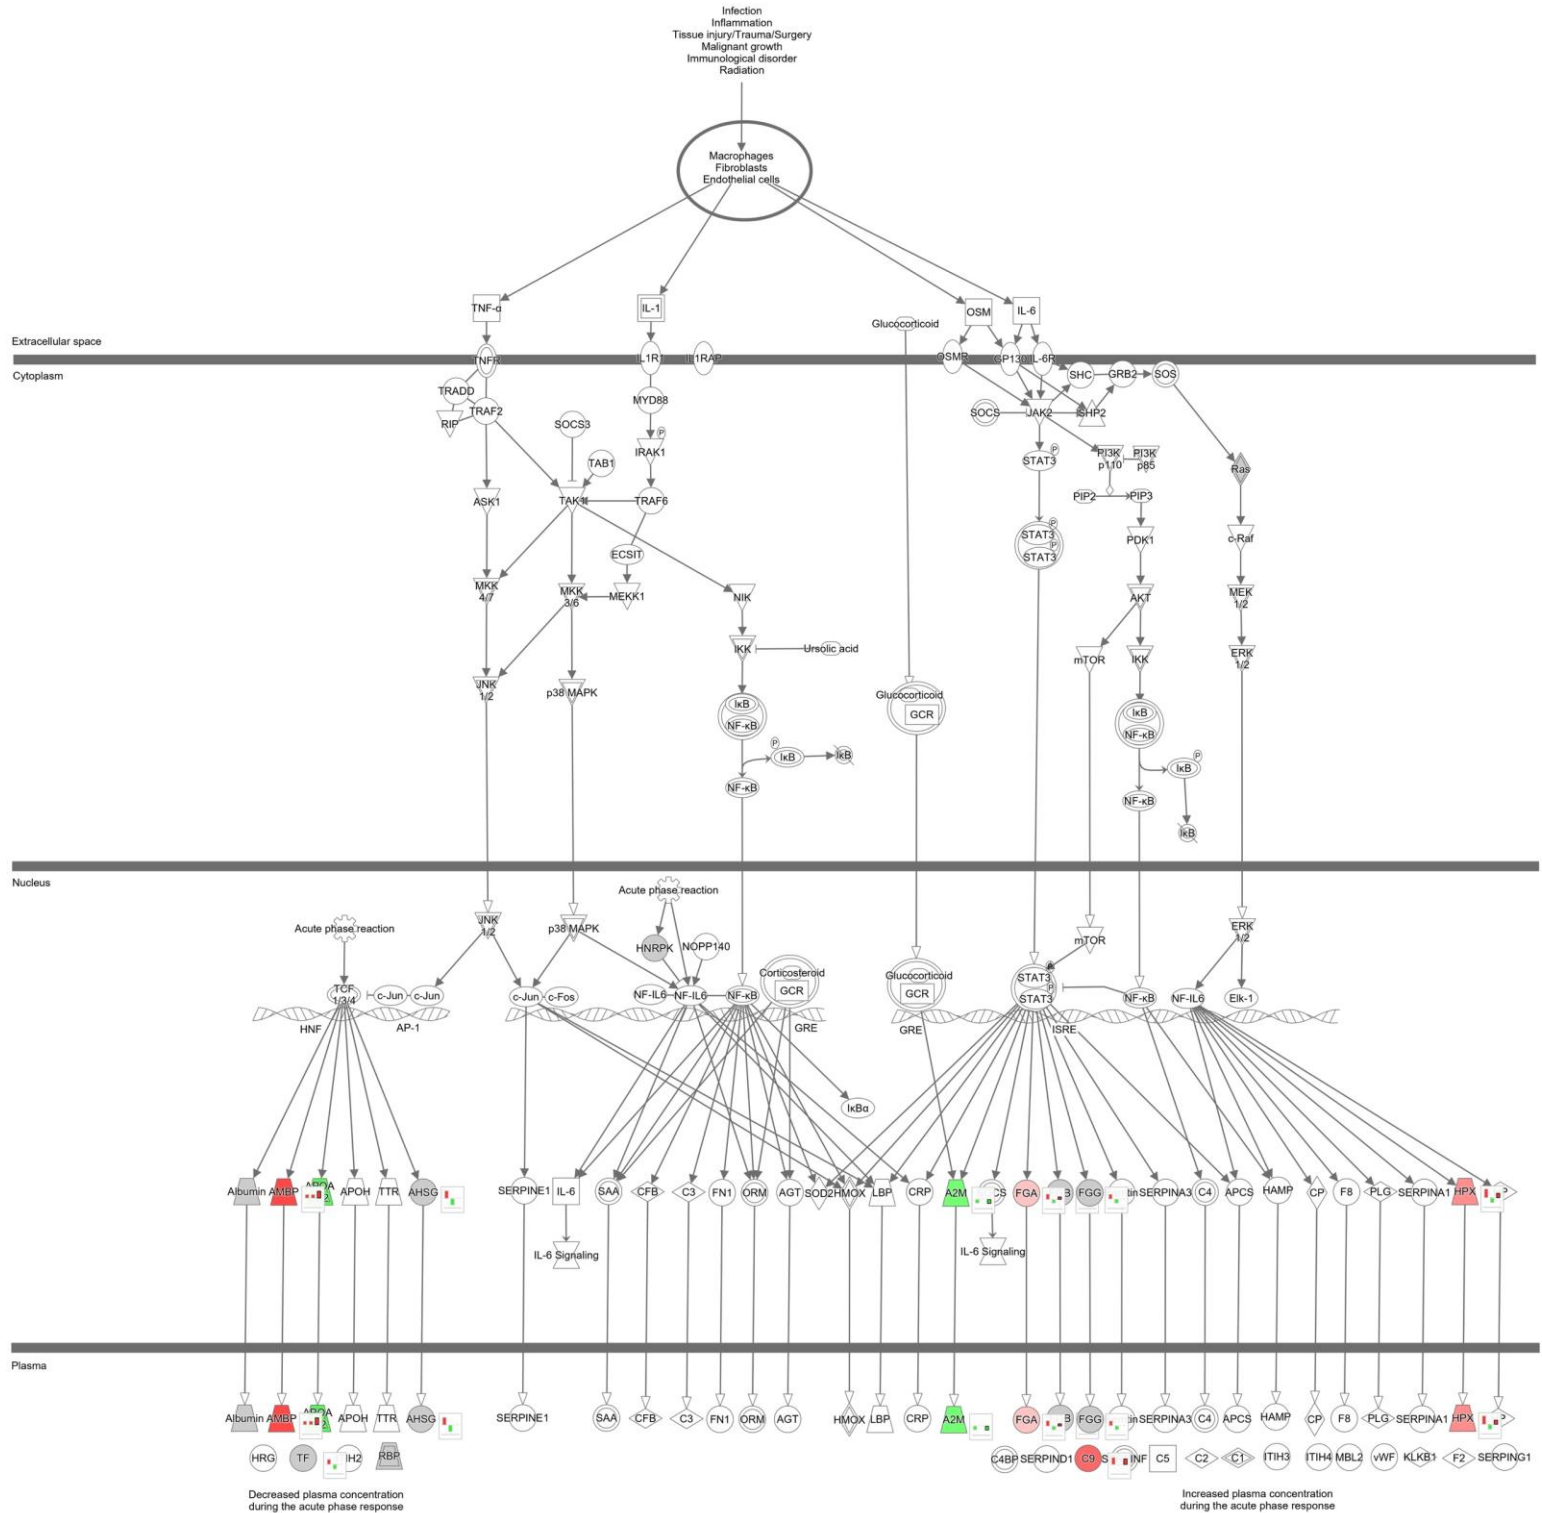 Infection
Inflammation
Tissue injury/Trauma/Surgery
Malignant growth
Immunological disorder
Radiation
Macrophages
Fibroblasts
Endothelial cells
TNF-α
IL-1
OSM
IL-6
Glucocorticoid
Extracellular space
TNFR
IL1R1
IL1RAP
OSMR
GP130
IL-6R
Cytoplasm
SHC
GRB2
SOS
TRADD
MYD88
TRAF2
RIP
SOCS
JAK2
SHP2
SOCS3
P
IRAK1
P
STAT3
PI3K
p110
PI3K
p85
TAB1
Ras
ASK1
TAK1
TRAF6
PIP2
PIP3
P
STAT3
P
STAT3
PDK1
c-Raf
ECSIT
MKK
4/7
MKK
3/6
MEKK1
NIK
AKT
MEK
1/2
IKK
Ursolic acid
mTOR
IKK
ERK
1/2
JNK
1/2
p38 MAPK
Glucocorticoid
GCR
IκB
NF-κB
IκB
NF-κB
P
IκB
IκB
P
IκB
NF-κB
NF-κB
IκB
Nucleus
Acute phase reaction
Acute phase reaction
JNK
1/2
p38 MAPK
HNRPK
NOPP140
mTOR
ERK
1/2
Corticosteroid
GCR
Glucocorticoid
GCR
STAT3
P
STAT3
TCF
1/3/4
c-Jun
c-Jun
c-Jun
c-Fos
NF-IL6
NF-IL6
NF-κB
NF-κB
NF-IL6
Elk-1
HNF
AP-1
GRE
GRE
ISRE
IκBα
Albumin
AMBP
APOH
TTR
AHSG
SERPINE1
IL-6
SAA
CFB
C3
FN1
ORM
AGT
SOD2
HMOX
LBP
CRP
A2M
CS
FGA
B
FGG
tin
SERPINA3
C4
APCS
HAMP
CP
F8
PLG
SERPINA1
HPX
P
IL-6 Signaling
IL-6 Signaling
Plasma
Albumin
AMBP
APOH
TTR
AHSG
SERPINE1
SAA
CFB
C3
FN1
ORM
AGT
HMOX
LBP
CRP
A2M
FGA
B
FGG
tin
SERPINA3
C4
APCS
HAMP
CP
F8
PLG
SERPINA1
HPX
P
HRG
TF
IH2
RBP
C4BP
SERPIND1
C9
S
INF
C5
C2
C1
ITIH3
ITIH4
MBL2
vWF
KLKB1
F2
SERPING1
Decreased plasma concentration
during the acute phase response
Increased plasma concentration
during the acute phase response